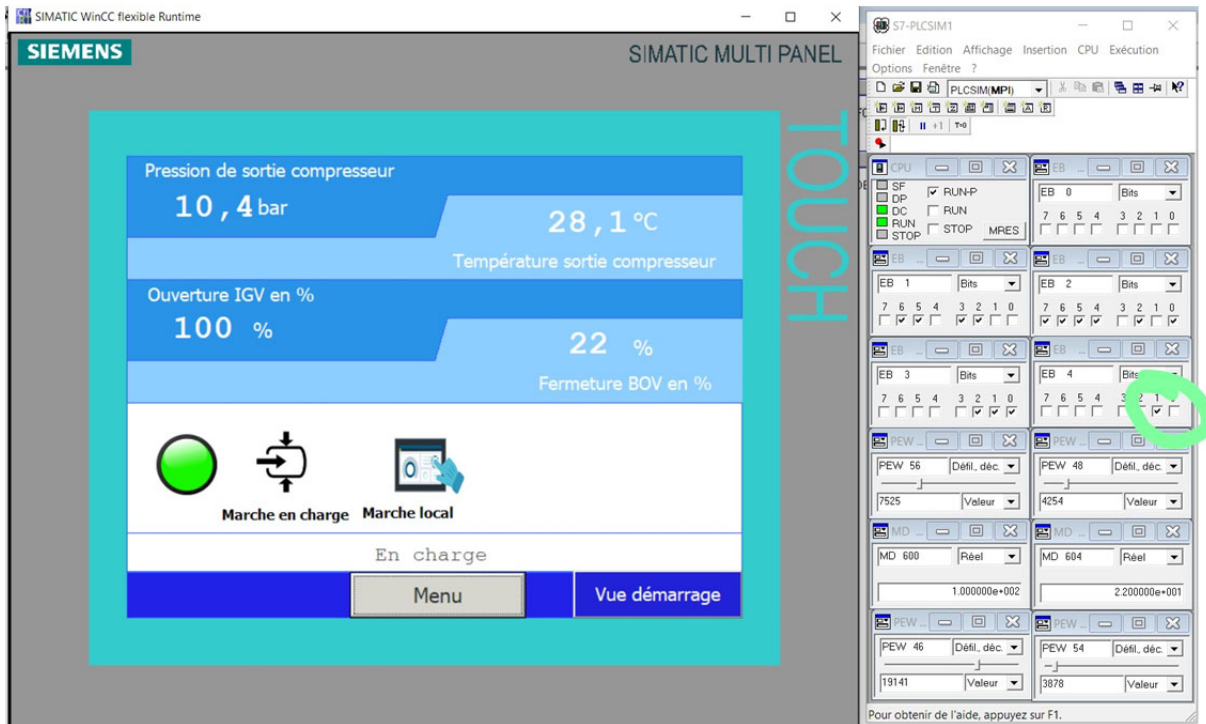 SIMATIC WinCC flexible Runtime
SIEMENS
SIMATIC MULTI PANEL
TOUCH
Pression de sortie compresseur
10,4 bar
28,1 °C
Température sortie compresseur
Ouverture IGV en %
100 %
22 %
Fermeture BOV en %
Marche en charge
Marche local
En charge
Menu
Vue démarrage
S7-PLCSIM1
Fichier Edition Affichage Insertion CPU Exécution
Options Fenêtre ?
PLCSIM(MPI)
+1 T=0
CPU
SF
DP
DC
RUN
STOP
RUN-P
RUN
STOP MRES
EB ...
EB 0 Bits
7 6 5 4 3 2 1 0
EB ...
EB 1 Bits
7 6 5 4 3 2 1 0
EB ...
EB 2 Bits
7 6 5 4 3 2 1 0
EB ...
EB 3 Bits
7 6 5 4 3 2 1 0
EB ...
EB 4 Bits
7 6 5 4 3 2 1 0
PEW ...
PEW 56 Défil., déc.
7525 Valeur
PEW ...
PEW 48 Défil., déc.
4254 Valeur
MD ...
MD 600 Réel
1.000000e+002
MD ...
MD 604 Réel
2.200000e+001
PEW ...
PEW 46 Défil., déc.
19141 Valeur
PEW ...
PEW 54 Défil., déc.
3878 Valeur
Pour obtenir de l'aide, appuyez sur F1.